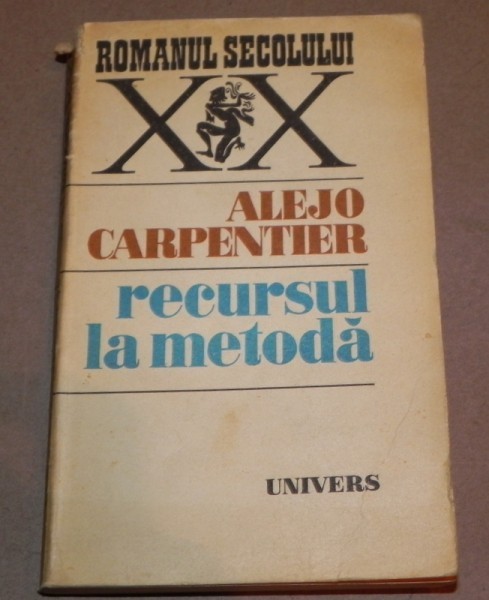 ROMANUL SECOLULUI
XX
ALEJO
CARPENTIER
recursul
la metodă
UNIVERS